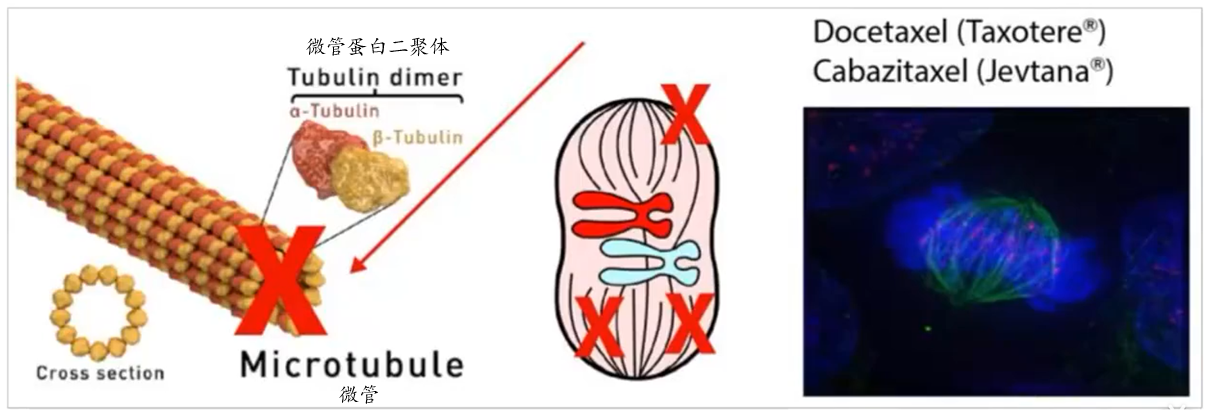 微管蛋白二聚体
Tubulin dimer
α-Tubulin
β-Tubulin
Cross section
Microtubule
微管
Docetaxel (Taxotere®)
Cabazitaxel (Jevtana®)